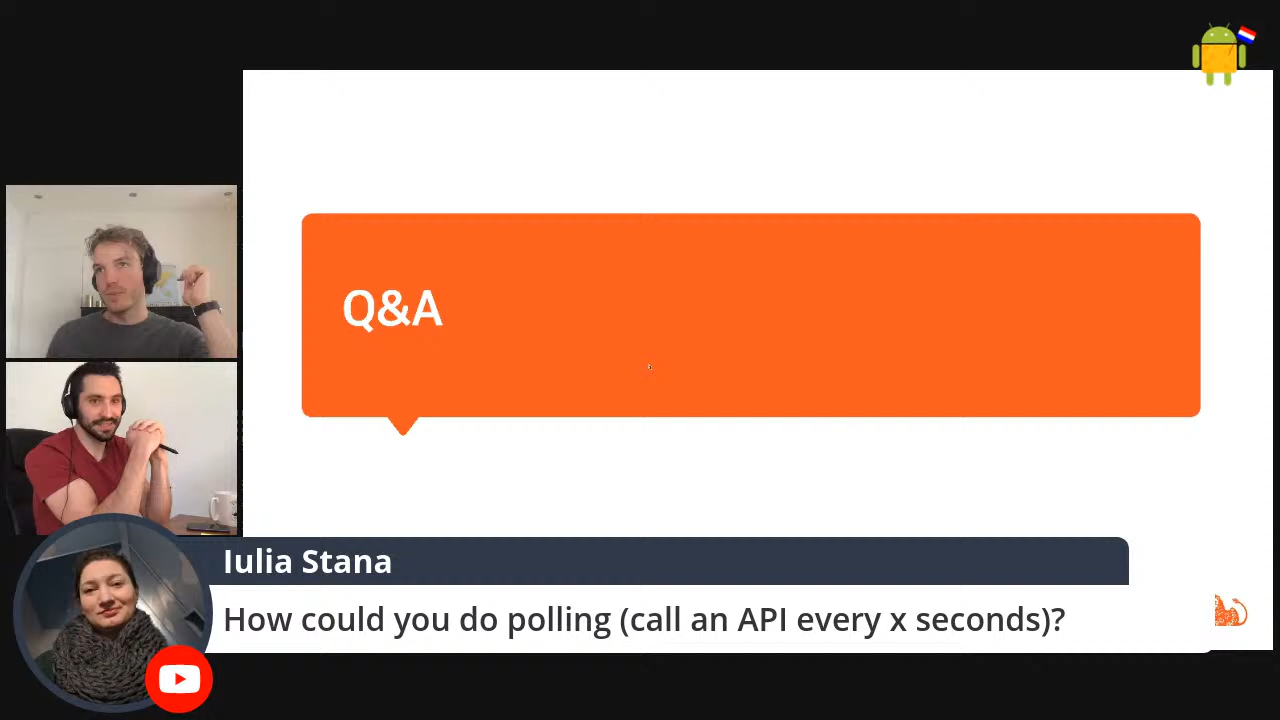 Q&A
Iulia Stana
How could you do polling (call an API every x seconds)?